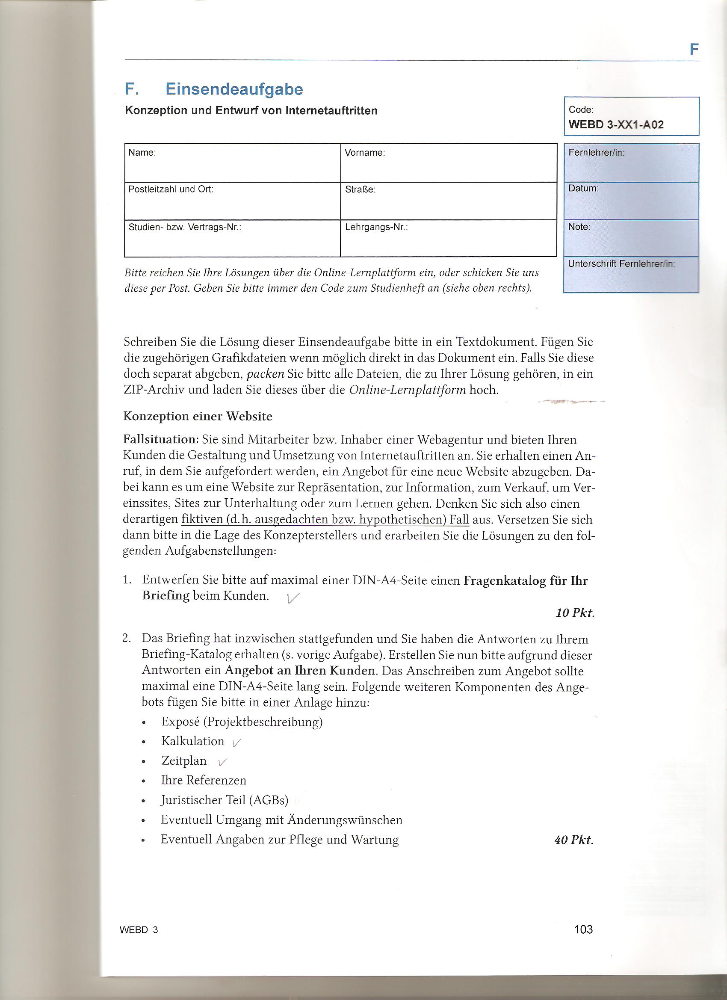 F
F. Einsendeaufgabe
Konzeption und Entwurf von Internetauftritten
Code:
WEBD 3-XX1-A02
Name:
Vorname:
Fernlehrer/in:
Postleitzahl und Ort:
Straße:
Datum:
Studien- bzw. Vertrags-Nr.:
Lehrgangs-Nr.:
Note:
Unterschrift Fernlehrer/in:
Bitte reichen Sie Ihre Lösungen über die Online-Lernplattform ein, oder schicken Sie uns
diese per Post. Geben Sie bitte immer den Code zum Studienheft an (siehe oben rechts).
Schreiben Sie die Lösung dieser Einsendeaufgabe bitte in ein Textdokument. Fügen Sie
die zugehörigen Grafikdateien wenn möglich direkt in das Dokument ein. Falls Sie diese
doch separat abgeben, packen Sie bitte alle Dateien, die zu Ihrer Lösung gehören, in ein
ZIP-Archiv und laden Sie dieses über die Online-Lernplattform hoch.
Konzeption einer Website
Fallsituation: Sie sind Mitarbeiter bzw. Inhaber einer Webagentur und bieten Ihren
Kunden die Gestaltung und Umsetzung von Internetauftritten an. Sie erhalten einen An-
ruf, in dem Sie aufgefordert werden, ein Angebot für eine neue Website abzugeben. Da-
bei kann es um eine Website zur Repräsentation, zur Information, zum Verkauf, um Ver-
einssites, Sites zur Unterhaltung oder zum Lernen gehen. Denken Sie sich also einen
derartigen fiktiven (d. h. ausgedachten bzw. hypothetischen) Fall aus. Versetzen Sie sich
dann bitte in die Lage des Konzepterstellers und erarbeiten Sie die Lösungen zu den fol-
genden Aufgabenstellungen:
1. Entwerfen Sie bitte auf maximal einer DIN-A4-Seite einen Fragenkatalog für Ihr
Briefing beim Kunden. ✓
10 Pkt.
2. Das Briefing hat inzwischen stattgefunden und Sie haben die Antworten zu Ihrem
Briefing-Katalog erhalten (s. vorige Aufgabe). Erstellen Sie nun bitte aufgrund dieser
Antworten ein Angebot an Ihren Kunden. Das Anschreiben zum Angebot sollte
maximal eine DIN-A4-Seite lang sein. Folgende weiteren Komponenten des Ange-
bots fügen Sie bitte in einer Anlage hinzu:
• Exposé (Projektbeschreibung)
• Kalkulation ✓
• Zeitplan ✓
• Ihre Referenzen
• Juristischer Teil (AGBs)
• Eventuell Umgang mit Änderungswünschen
• Eventuell Angaben zur Pflege und Wartung
40 Pkt.
WEBD 3
103